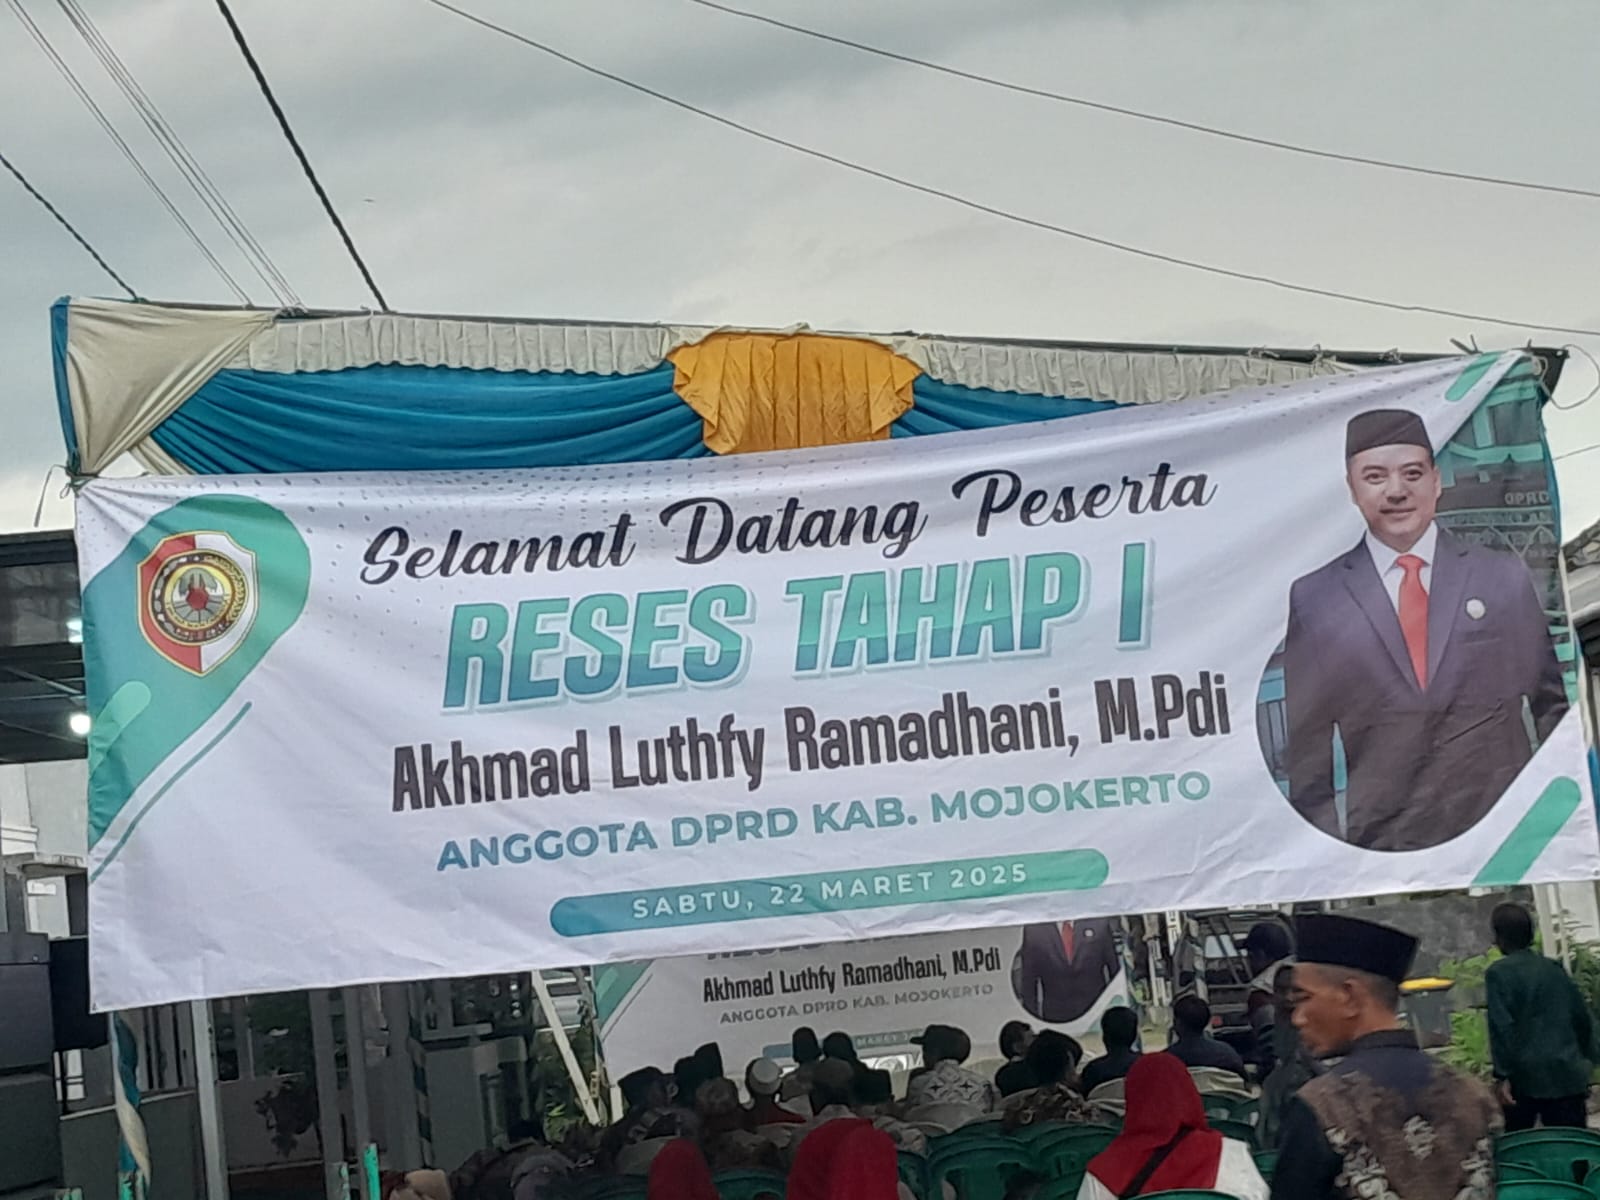 Selamat Datang Peserta
RESES TAHAP I
Akhmad Luthfy Ramadhani, M.Pdi
ANGGOTA DPRD KAB. MOJOKERTO
SABTU, 22 MARET 2025
DPRD
Akhmad Luthfy Ramadhani, M.Pdi
ANGGOTA DPRD KAB. MOJOKERTO